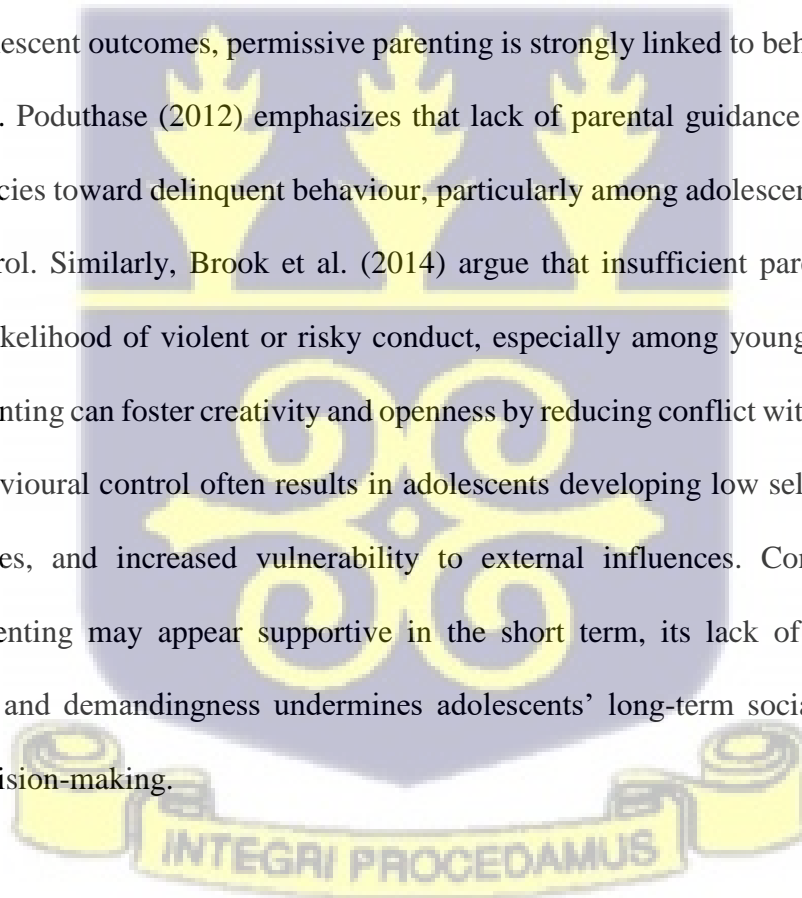 lescent outcomes, permissive parenting is strongly linked to beh
. Poduthase (2012) emphasizes that lack of parental guidance
cies toward delinquent behaviour, particularly among adolescen
rol. Similarly, Brook et al. (2014) argue that insufficient par
kelihood of violent or risky conduct, especially among young
nting can foster creativity and openness by reducing conflict wit
vioural control often results in adolescents developing low sel
es, and increased vulnerability to external influences. Con
enting may appear supportive in the short term, its lack of
and demandingness undermines adolescents’ long-term socia
ision-making.
INTEGRI PROCEDAMUS